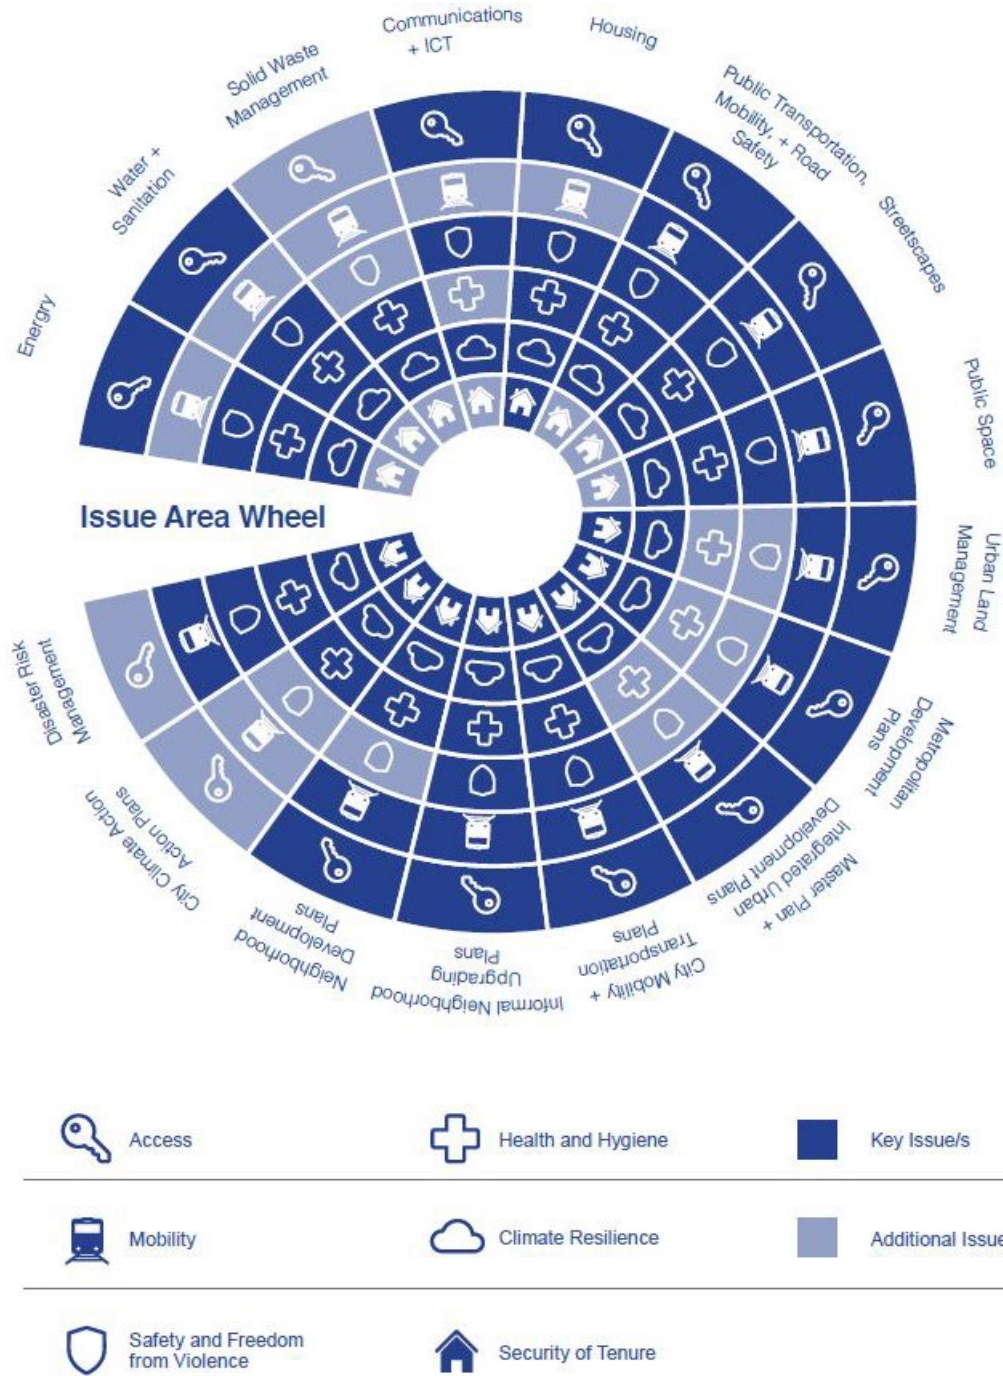 Communications
+ ICT
Housing
Solid Waste
Management
Public Transportation,
Mobility, + Road
Safety
Water +
Sanitation
Streetscapes
Energry
Public Space
Issue Area Wheel
Urban Land
Management
Disaster Risk
Management
Metropolitan
Development
Plans
City Climate Action
Action Plans
Master Plan +
Integrated Urban
Development Plans
Neighborhood
Development
Plans
City Mobility +
Transportation
Plans
Informal Neighborhood
Upgrading
Plans
Access
Health and Hygiene
Key Issue/s
Mobility
Climate Resilience
Additional Issue
Safety and Freedom
from Violence
Security of Tenure